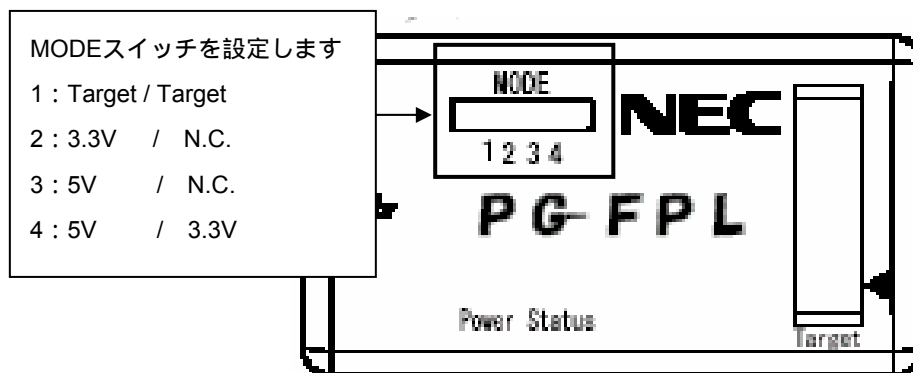 MODEスイッチを設定します
1：Target / Target
2：3.3V / N.C.
3：5V / N.C.
4：5V / 3.3V
MODE
1 2 3 4
NEC
PG-FPL
Power Status
Target